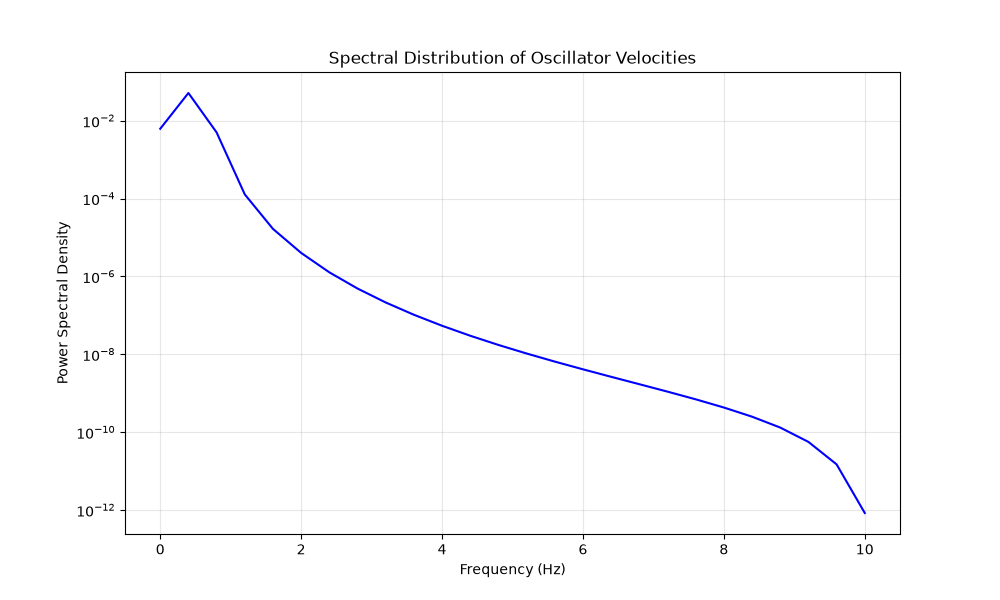 Spectral Distribution of Oscillator Velocities
Power Spectral Density
10⁻²
10⁻⁴
10⁻⁶
10⁻⁸
10⁻¹⁰
10⁻¹²
0 2 4 6 8 10
Frequency (Hz)